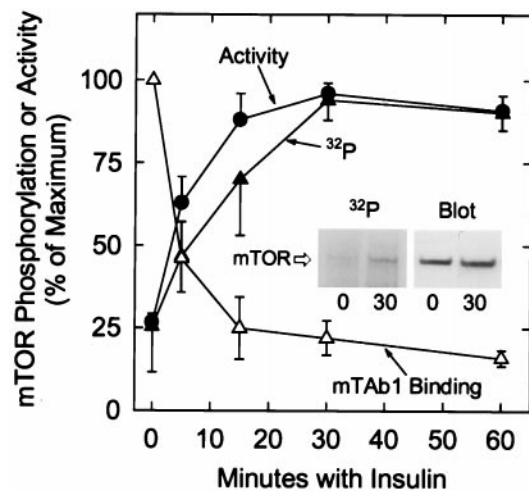 mTOR Phosphorylation or Activity
(% of Maximum)
100
75
50
25
0
Activity
³²P
³²P Blot
mTOR⇨
0 30 0 30
mTAb1 Binding
0 10 20 30 40 50 60
Minutes with Insulin